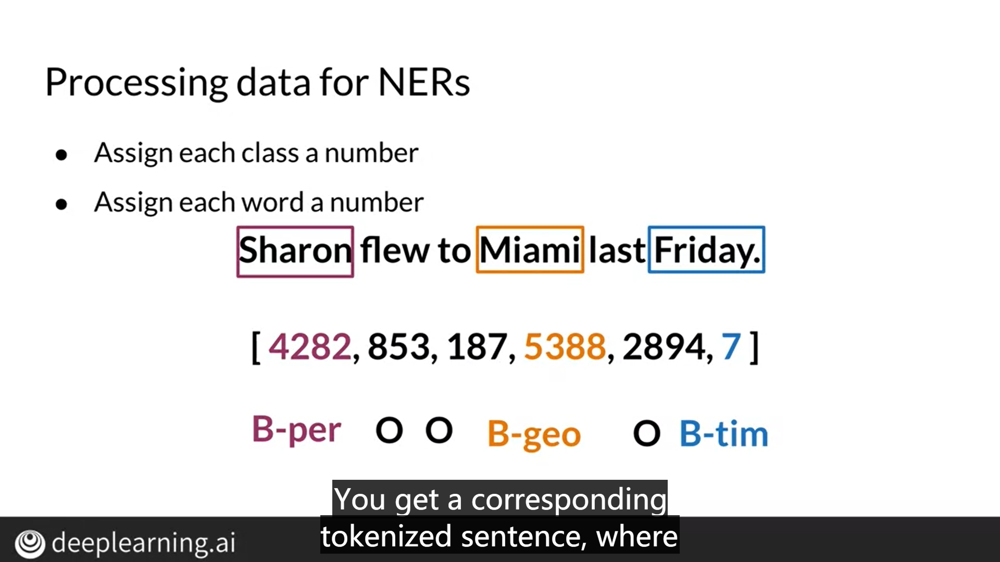 Processing data for NERs
● Assign each class a number
● Assign each word a number
Sharon flew to Miami last Friday.
[ 4282, 853, 187, 5388, 2894, 7 ]
B-per O O B-geo O B-tim
You get a corresponding
tokenized sentence, where
deeplearning.ai